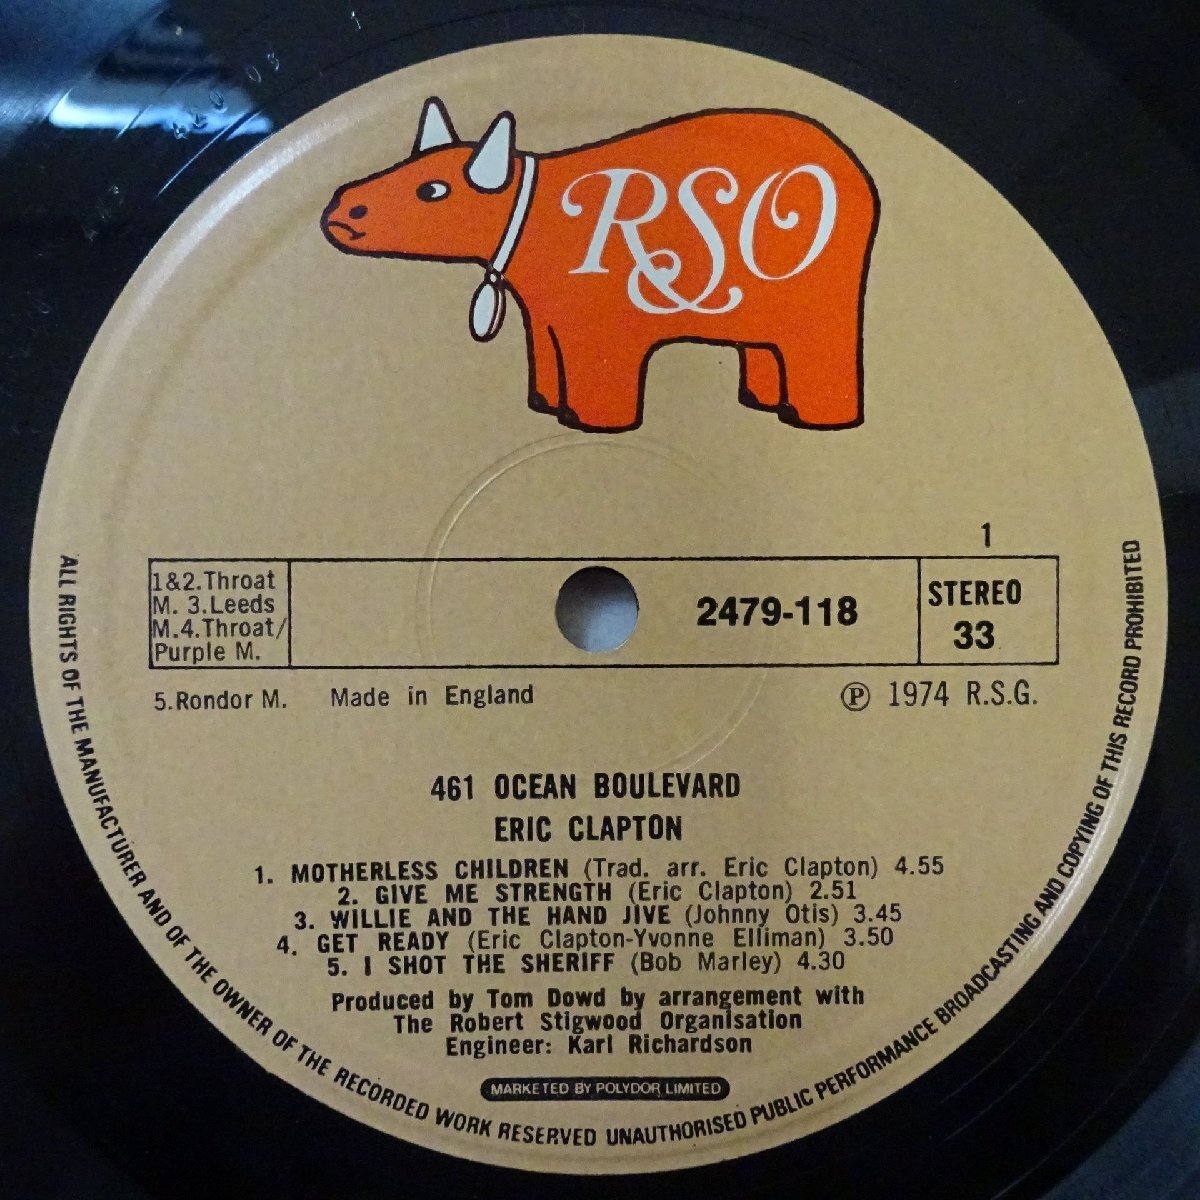 RSO
1
1&2.Throat
M. 3.Leeds
M.4.Throat/
Purple M.
2479-118
STEREO
33
5.Rondor M.
Made in England
Ⓟ 1974 R.S.G.
461 OCEAN BOULEVARD
ERIC CLAPTON
1. MOTHERLESS CHILDREN (Trad. arr. Eric Clapton) 4.55
2. GIVE ME STRENGTH (Eric Clapton) 2.51
3. WILLIE AND THE HAND JIVE (Johnny Otis) 3.45
4. GET READY (Eric Clapton-Yvonne Elliman) 3.50
5. I SHOT THE SHERIFF (Bob Marley) 4.30
Produced by Tom Dowd by arrangement with
The Robert Stigwood Organisation
Engineer: Karl Richardson
MARKETED BY POLYDOR LIMITED
ALL RIGHTS OF THE MANUFACTURER AND OF THE OWNER OF THE RECORDED WORK RESERVED UNAUTHORISED PUBLIC PERFORMANCE BROADCASTING AND COPYING OF THIS RECORD PROHIBITED